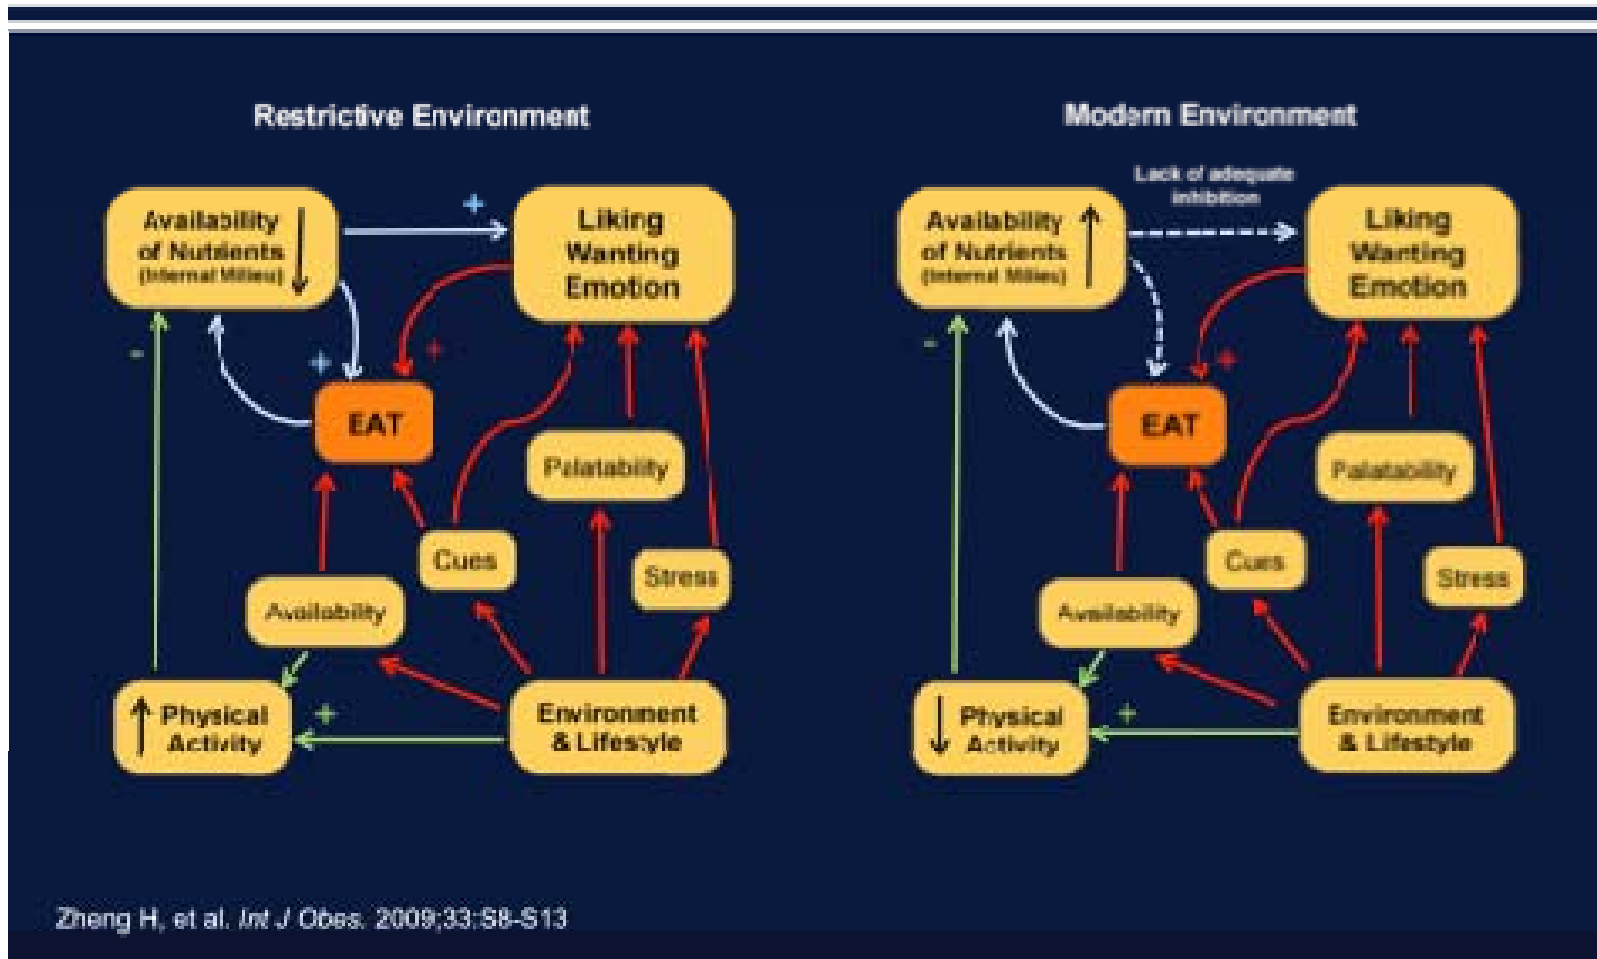 Restrictive Environment
Availability
of Nutrients
(Internal Milieu)
+
Liking
Wanting
Emotion
-
+
+
EAT
Palatability
Cues
Stress
Availability
Physical
Activity
+
Environment
& Lifestyle
Modern Environment
Lack of adequate
inhibition
Availability
of Nutrients
(Internal Milieu)
Liking
Wanting
Emotion
-
+
EAT
Palatability
Cues
Stress
Availability
Physical
Activity
+
Environment
& Lifestyle
Zheng H, et al. Int J Obes. 2009;33:S8-S13